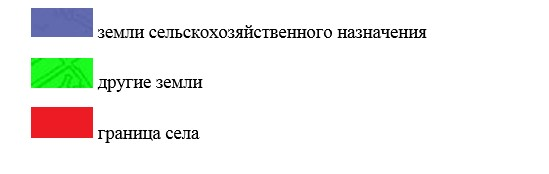 земли сельскохозяйственного назначения
другие земли
граница села